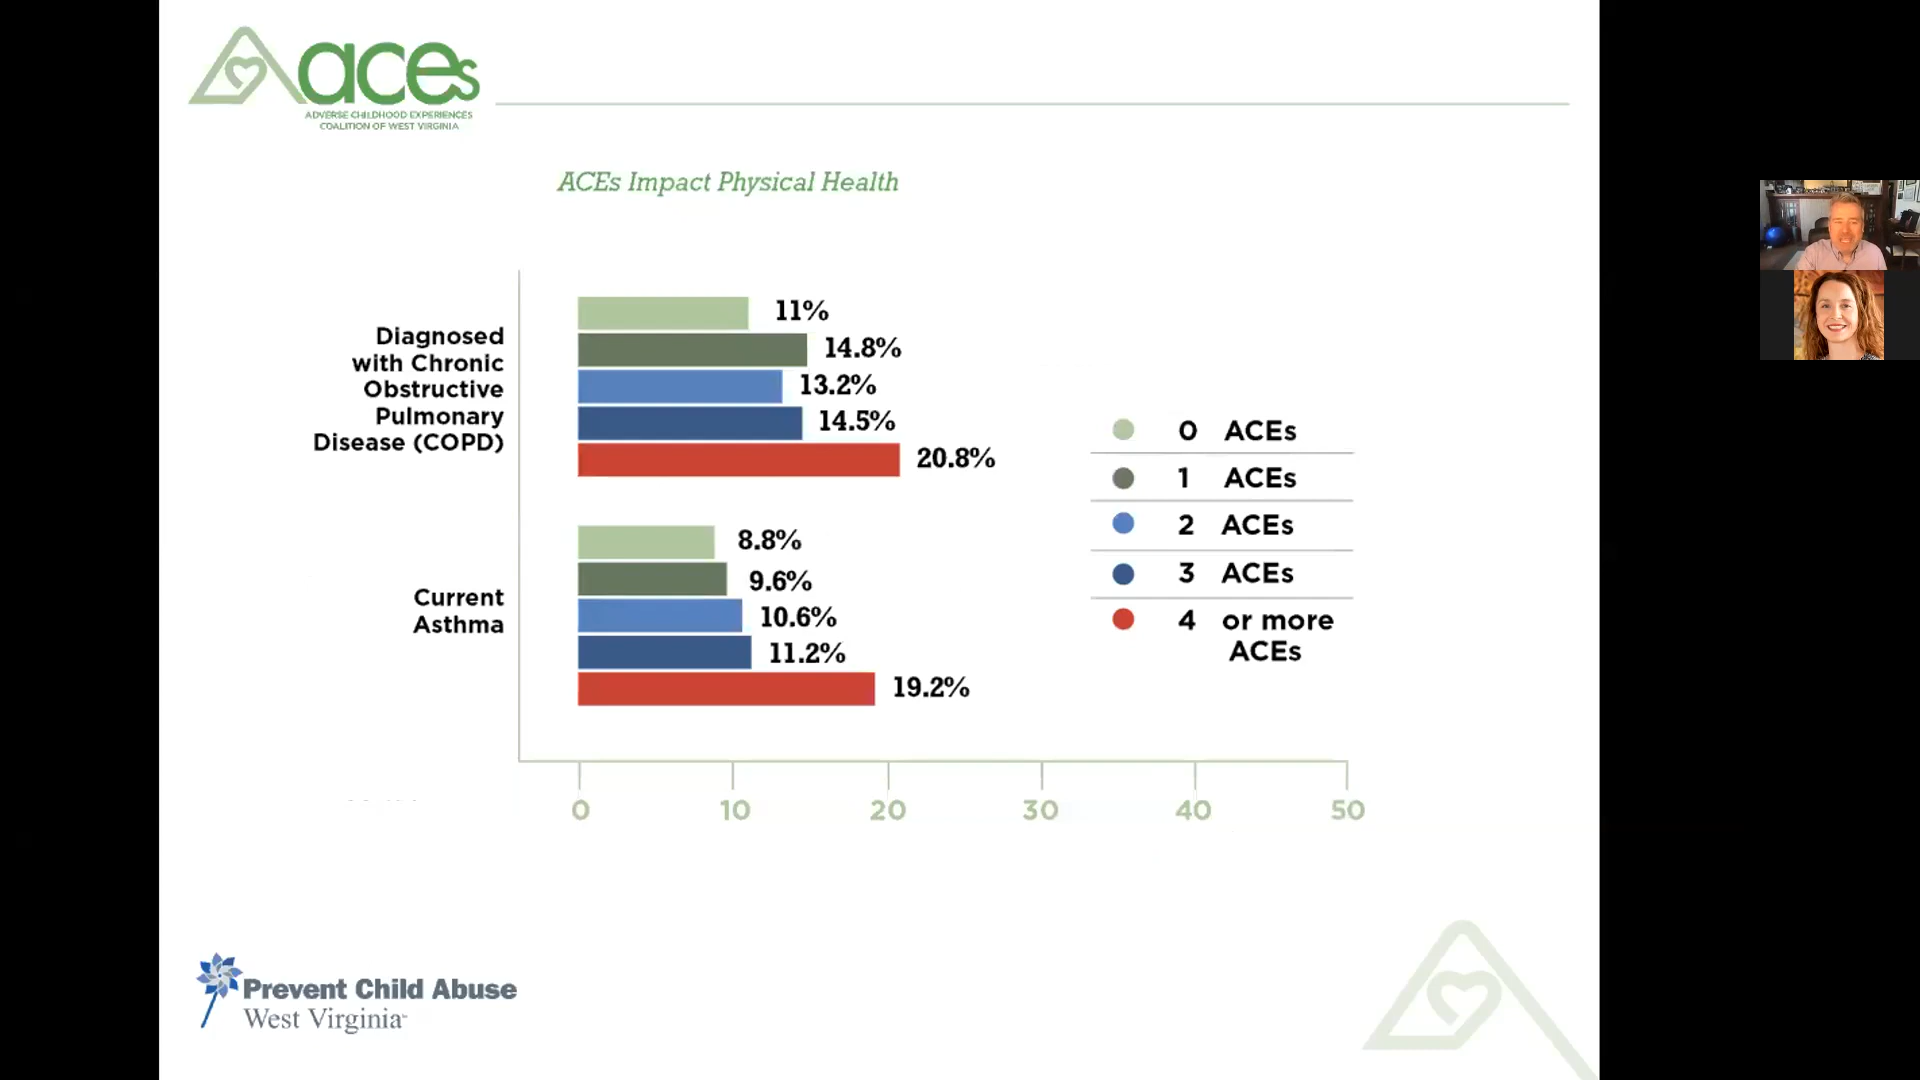 aces
ADVERSE CHILDHOOD EXPERIENCES
COALITION OF WEST VIRGINIA
ACEs Impact Physical Health
Diagnosed
with Chronic
Obstructive
Pulmonary
Disease (COPD)
11%
14.8%
13.2%
14.5%
20.8%
Current
Asthma
8.8%
9.6%
10.6%
11.2%
19.2%
0 ACEs
1 ACEs
2 ACEs
3 ACEs
4 or more
ACEs
0 10 20 30 40 50
Prevent Child Abuse
West Virginia